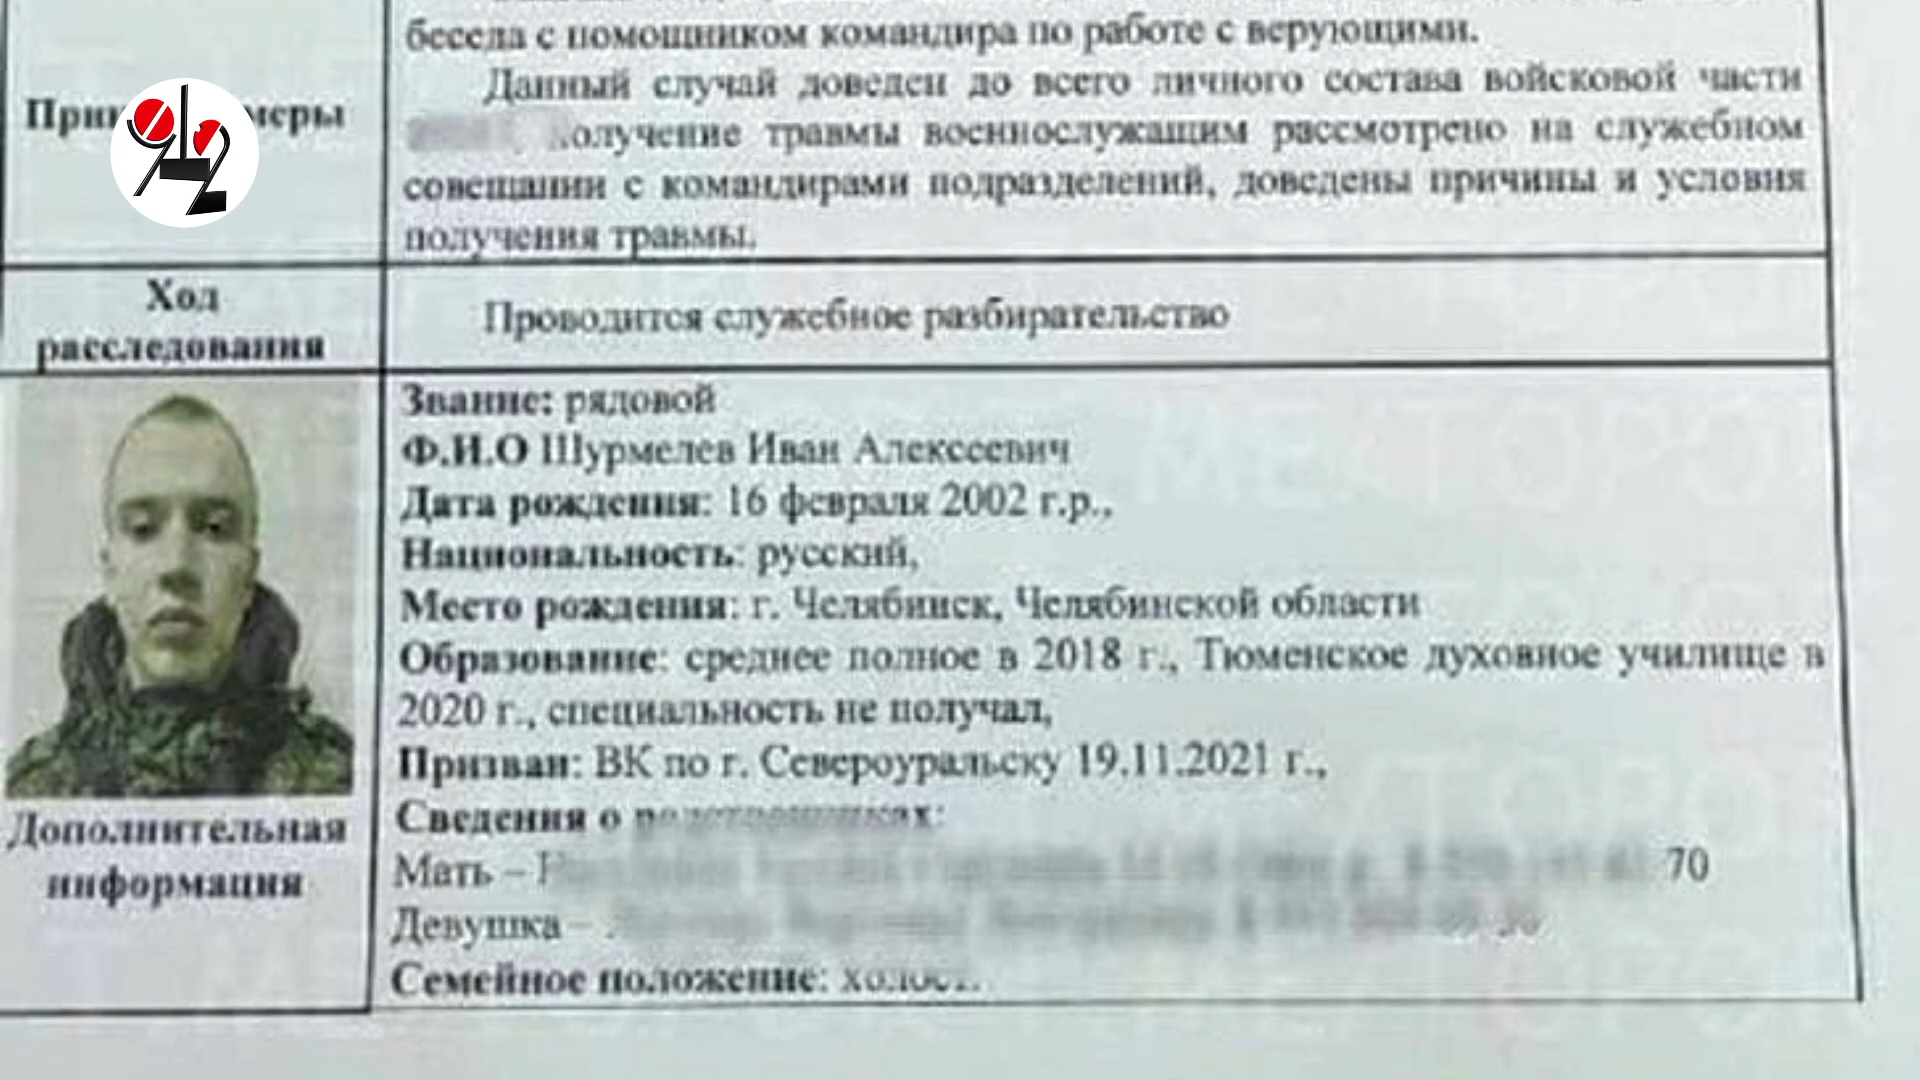 беседа с помощником командира по работе с верующими.
меры
Данный случай доведен до всего личного состава войсковой части
получение травмы военнослужащим рассмотрено на служебном
совещании с командирами подразделений, доведены причины и условия
получения травмы.
Ход
расследования
Проводится служебное разбирательство
Звание: рядовой
Ф.И.О Шурмелев Иван Алексеевич
Дата рождения: 16 февраля 2002 г.р.,
Национальность: русский,
Место рождения: г. Челябинск, Челябинской области
Образование: среднее полное в 2018 г., Тюменское духовное училище в
2020 г., специальность не получал,
Призван: ВК по г. Североуральску 19.11.2021 г.,
Дополнительная
информация
Сведения о родственниках:
Мать – 70
Девушка –
Семейное положение: холост.